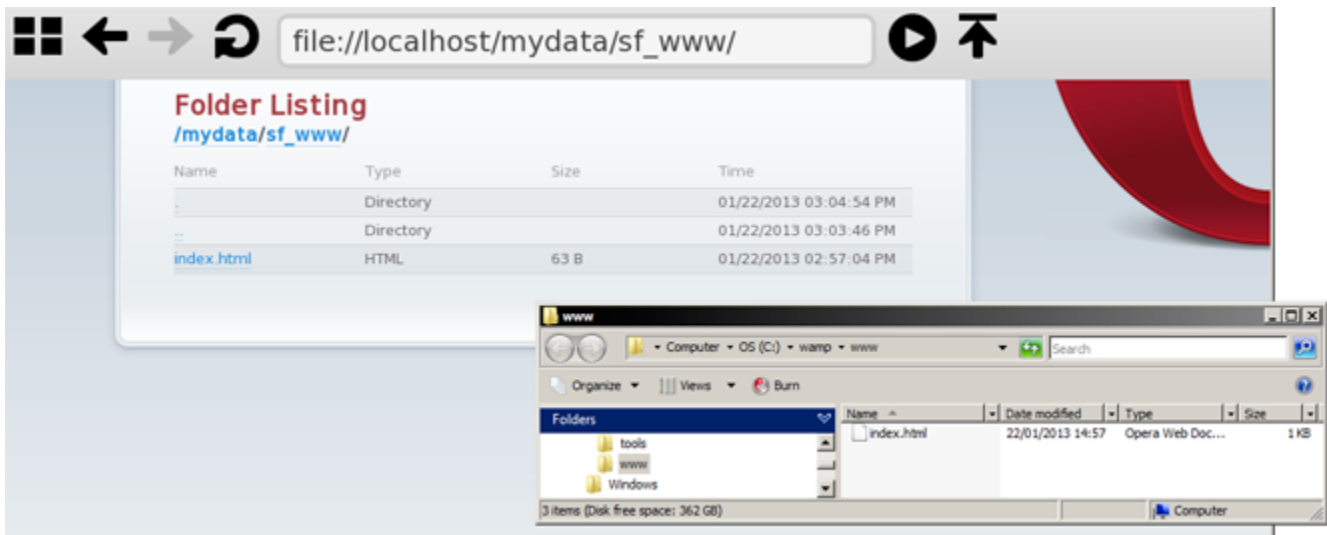 file://localhost/mydata/sf_www/
Folder Listing
/mydata/sf_www/
Name Type Size Time
. Directory 01/22/2013 03:04:54 PM
.. Directory 01/22/2013 03:03:46 PM
index.html HTML 63 B 01/22/2013 02:57:04 PM
www
Computer OS (C:) wamp www Search
Organize Views Burn
Folders Name Date modified Type Size
tools index.html 22/01/2013 14:57 Opera Web Doc... 1 KB
www
Windows
3 items (Disk free space: 362 GB) Computer